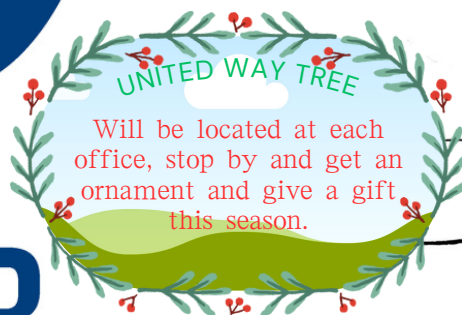 UNITED WAY TREE
Will be located at each
office, stop by and get an
ornament and give a gift
this season.